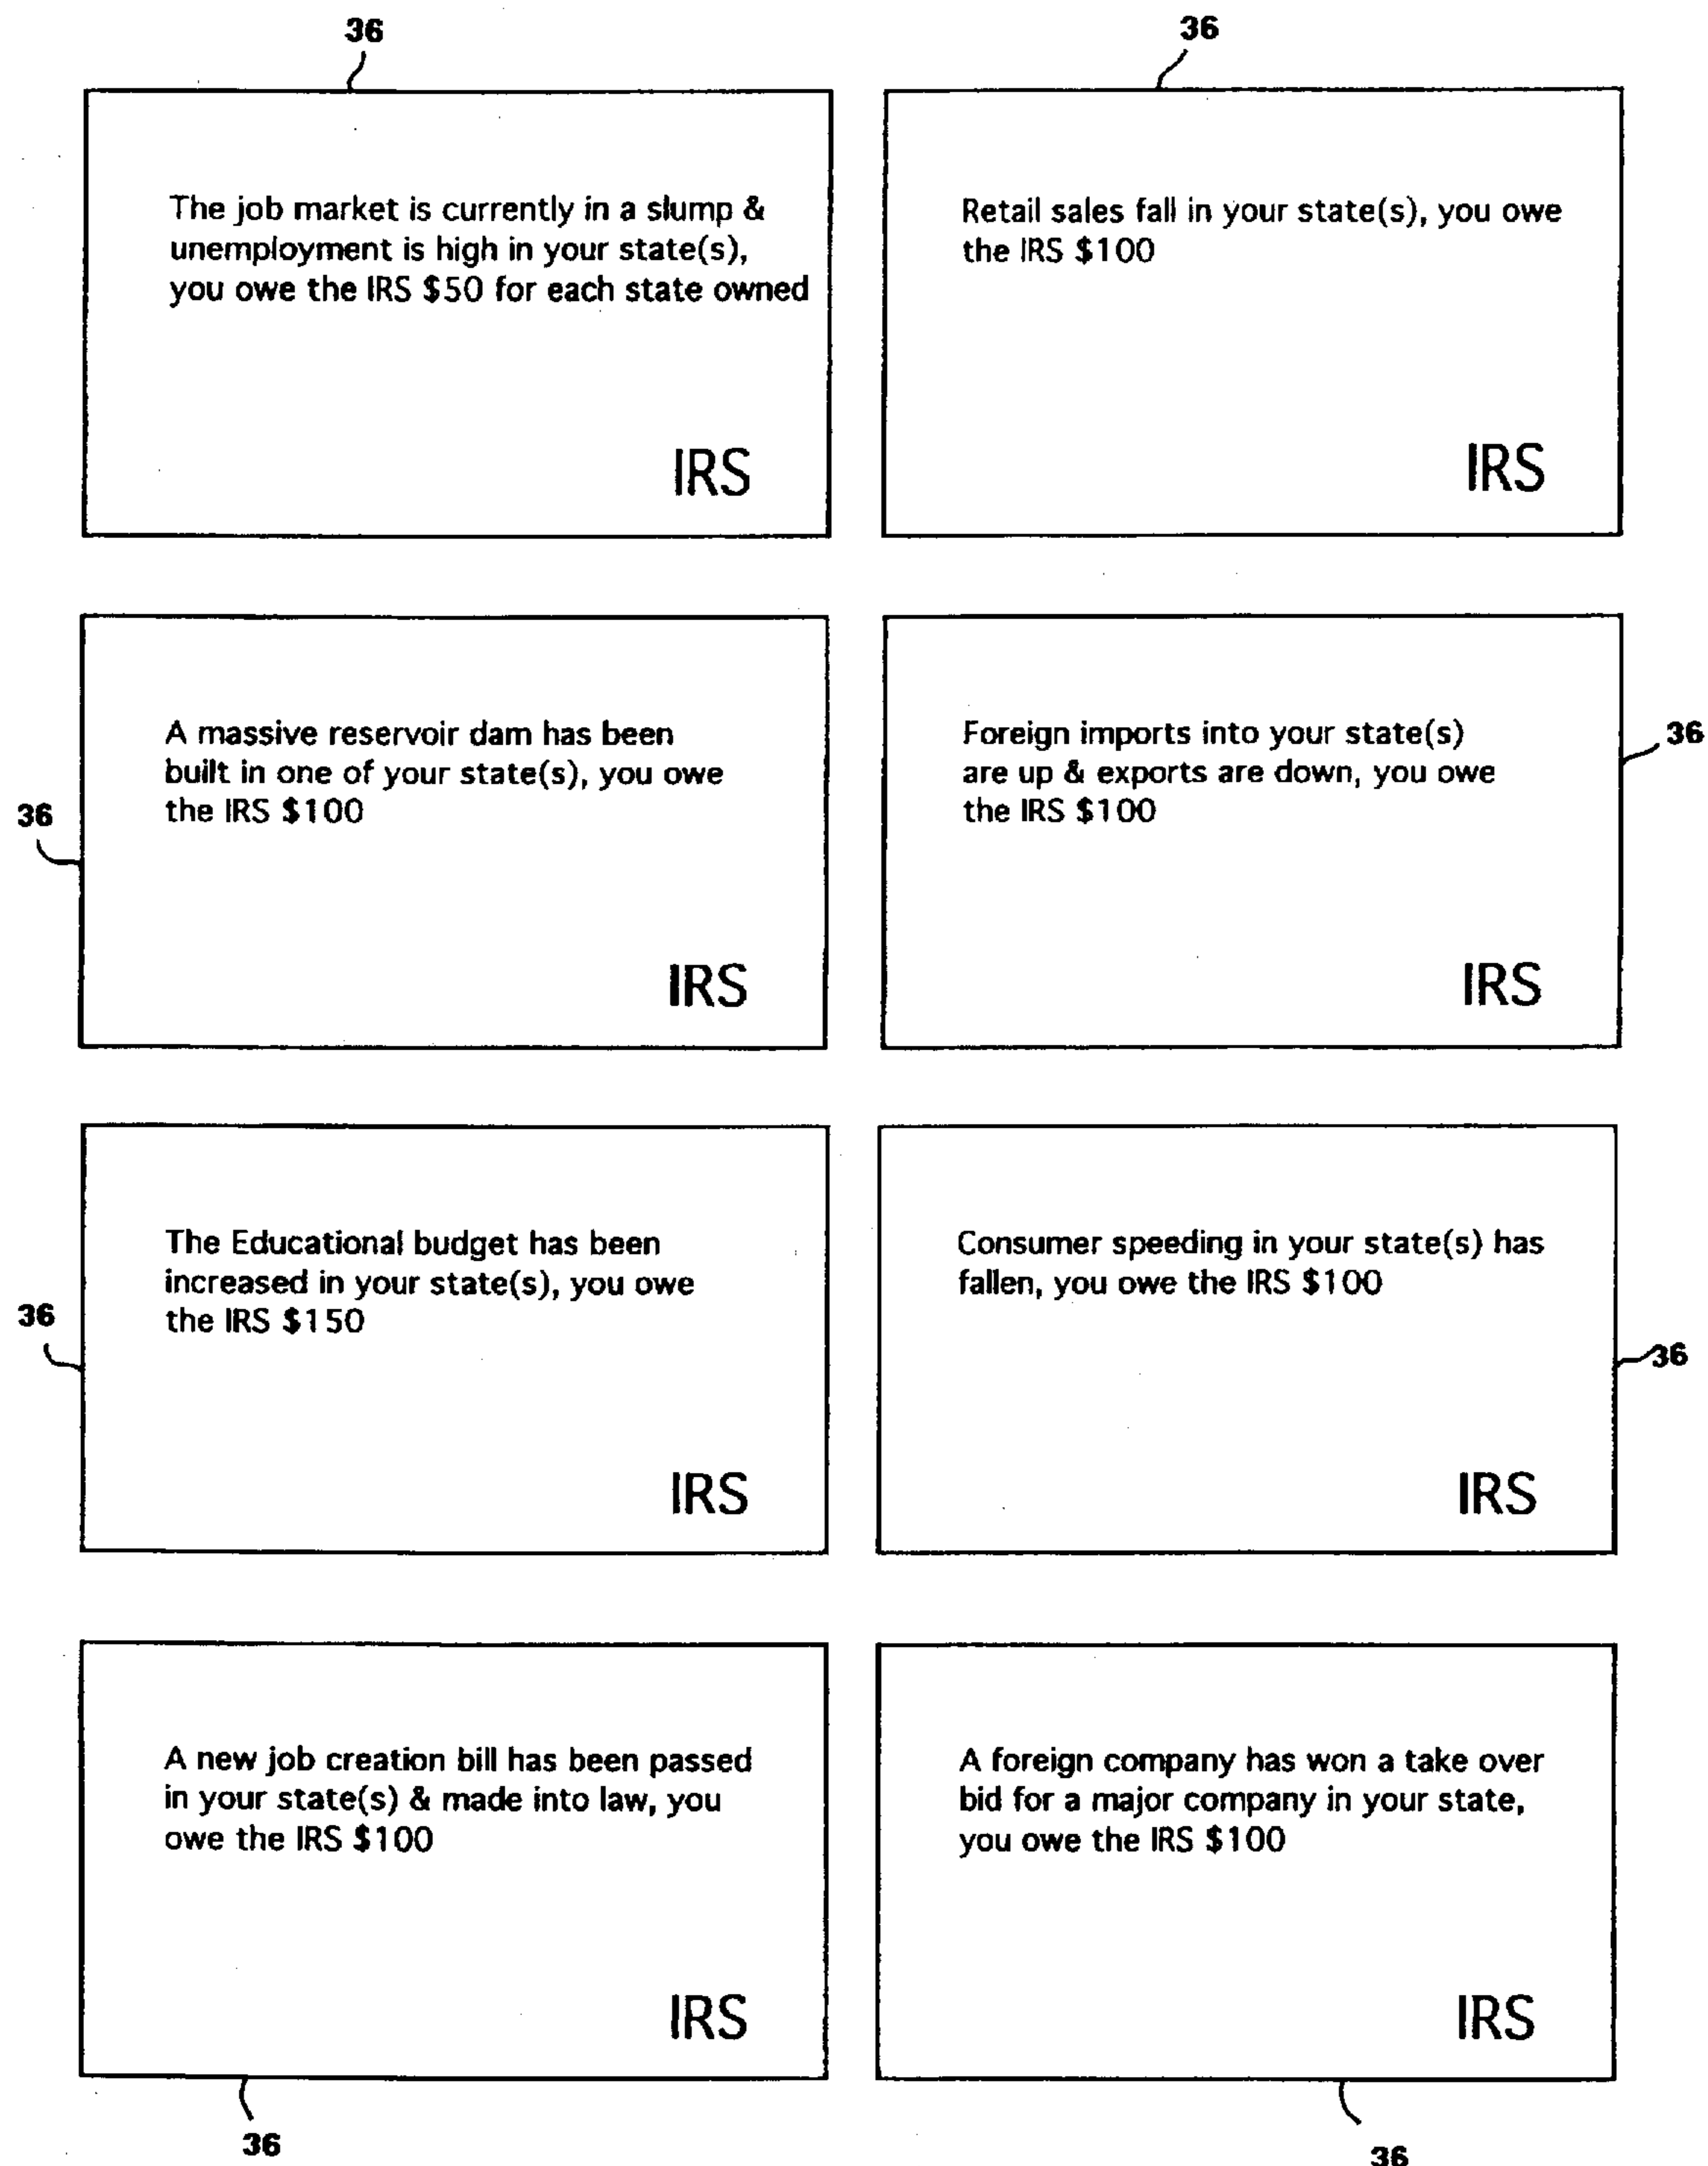 36
36
The job market is currently in a slump &
unemployment is high in your state(s),
you owe the IRS $50 for each state owned
IRS
Retail sales fall in your state(s), you owe
the IRS $100
IRS
36
A massive reservoir dam has been
built in one of your state(s), you owe
the IRS $100
IRS
Foreign imports into your state(s)
are up & exports are down, you owe
the IRS $100
IRS
36
36
The Educational budget has been
increased in your state(s), you owe
the IRS $150
IRS
Consumer speeding in your state(s) has
fallen, you owe the IRS $100
IRS
36
A new job creation bill has been passed
in your state(s) & made into law, you
owe the IRS $100
IRS
36
A foreign company has won a take over
bid for a major company in your state,
you owe the IRS $100
IRS
36